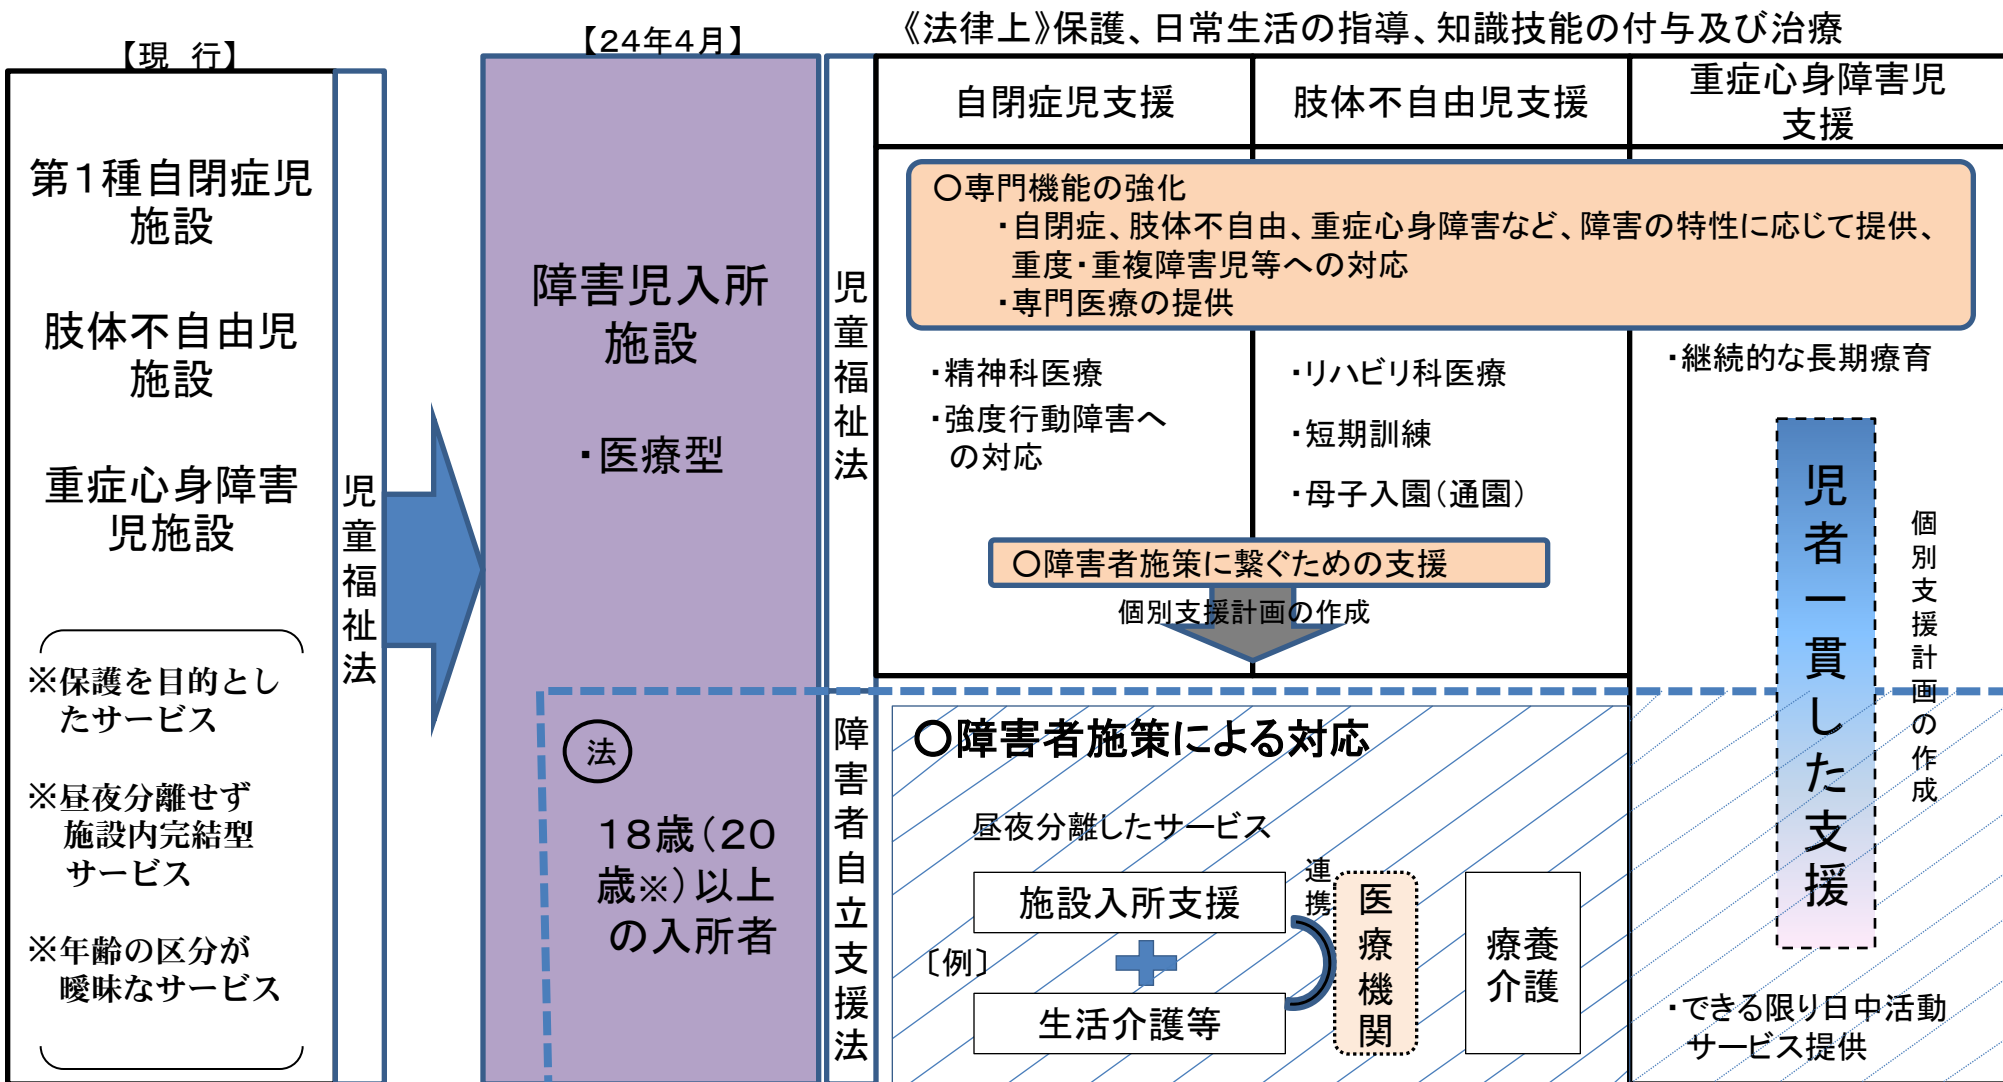 【現 行】
第1種自閉症児
施設
肢体不自由児
施設
重症心身障害
児施設
※保護を目的とし
たサービス
※昼夜分離せず
施設内完結型
サービス
※年齢の区分が
曖昧なサービス
児童福祉法
【24年4月】
障害児入所
施設
・医療型
法
18歳(20
歳※)以上
の入所者
児童福祉法
障害者自立支援法
《法律上》保護、日常生活の指導、知識技能の付与及び治療
自閉症児支援
肢体不自由児支援
重症心身障害児
支援
○専門機能の強化
・自閉症、肢体不自由、重症心身障害など、障害の特性に応じて提供、
重度・重複障害児等への対応
・専門医療の提供
・精神科医療
・強度行動障害へ
の対応
・リハビリ科医療
・短期訓練
・母子入園(通園)
・継続的な長期療育
○障害者施策に繋ぐための支援
個別支援計画の作成
児者一貫した支援
個別支援計画の作成
○障害者施策による対応
昼夜分離したサービス
〔例〕
施設入所支援
生活介護等
連携
医療機関
療養
介護
・できる限り日中活動
サービス提供